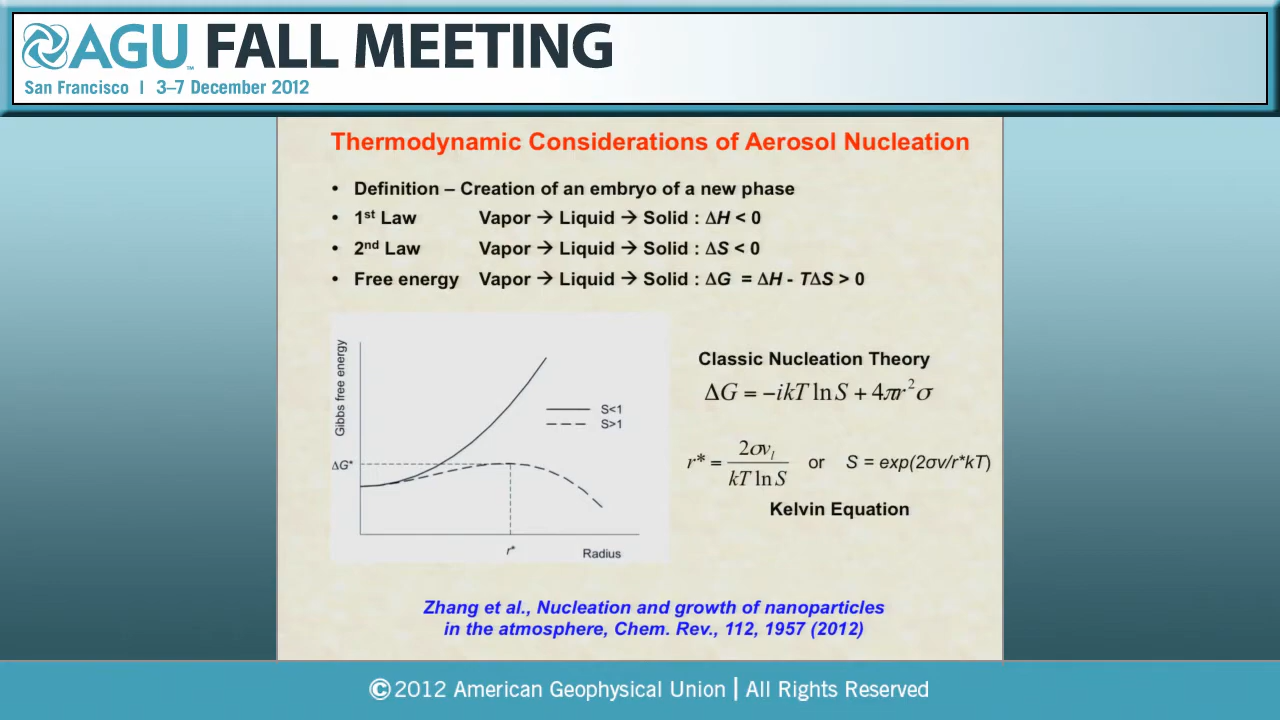 AGU™ FALL MEETING
San Francisco | 3–7 December 2012
Thermodynamic Considerations of Aerosol Nucleation
• Definition – Creation of an embryo of a new phase
• 1st Law Vapor → Liquid → Solid : ΔH < 0
• 2nd Law Vapor → Liquid → Solid : ΔS < 0
• Free energy Vapor → Liquid → Solid : ΔG = ΔH - TΔS > 0
Gibbs free energy
S<1
S>1
ΔG*
r*
Radius
Classic Nucleation Theory
ΔG = −ikT ln S + 4πr²σ
r* = 2σv_l / kT ln S or S = exp(2σv/r*kT)
Kelvin Equation
Zhang et al., Nucleation and growth of nanoparticles
in the atmosphere, Chem. Rev., 112, 1957 (2012)
©2012 American Geophysical Union | All Rights Reserved